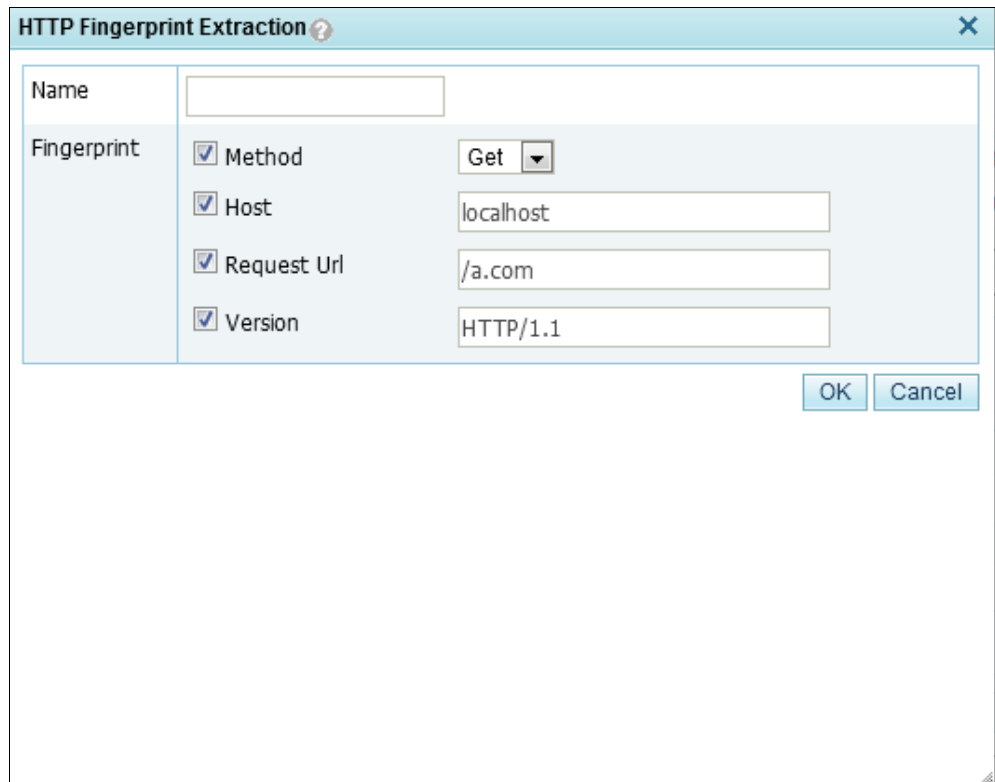 HTTP Fingerprint Extraction ?
Name
Fingerprint
Method Get
Host localhost
Request Url /a.com
Version HTTP/1.1
OK Cancel